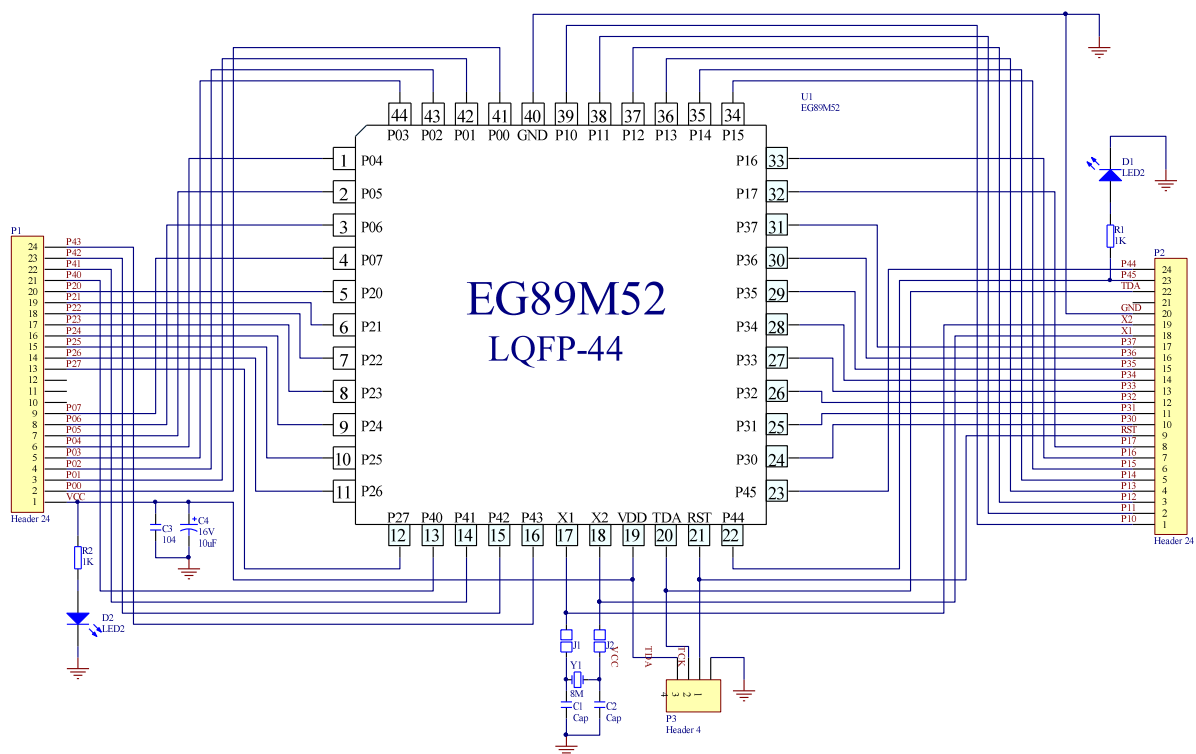 U1
EG89M52
44 43 42 41 40 39 38 37 36 35 34
P03 P02 P01 P00 GND P10 P11 P12 P13 P14 P15
1 P04
2 P05
3 P06
4 P07
5 P20
6 P21
7 P22
8 P23
9 P24
10 P25
11 P26
P16 33
P17 32
P37 31
P36 30
P35 29
P34 28
P33 27
P32 26
P31 25
P30 24
P45 23
EG89M52
LQFP-44
P27 P40 P41 P42 P43 X1 X2 VDD TDA RST P44
12 13 14 15 16 17 18 19 20 21 22
P1
24 P43
23 P42
22 P41
21 P40
20 P20
19 P21
18 P22
17 P23
16 P24
15 P25
14 P26
13 P27
12
11
10
9 P07
8 P06
7 P05
6 P04
5 P03
4 P02
3 P01
2 P00
1 VCC
Header 24
C3
104
C4
+
16V
10uF
R2
1K
D2
LED2
D1
LED2
R1
1K
P2
P44 24
P45 23
TDA 22
21
GND 20
X2 19
X1 18
P37 17
P36 16
P35 15
P34 14
P33 13
P32 12
P31 11
P30 10
RST 9
P17 8
P16 7
P15 6
P14 5
P13 4
P12 3
P11 2
P10 1
Header 24
J1
J2
VCC
TDA
TCK
Y1
8M
C1
Cap
C2
Cap
4 3 2 1
P3
Header 4